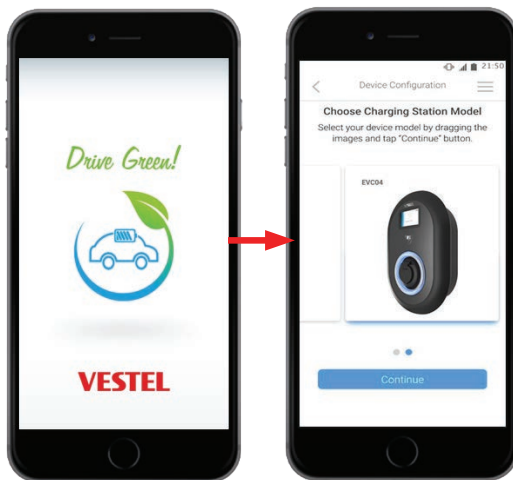 Drive Green!
VESTEL
21:50
Device Configuration
Choose Charging Station Model
Select your device model by dragging the
images and tap "Continue" button.
EVC04
Continue